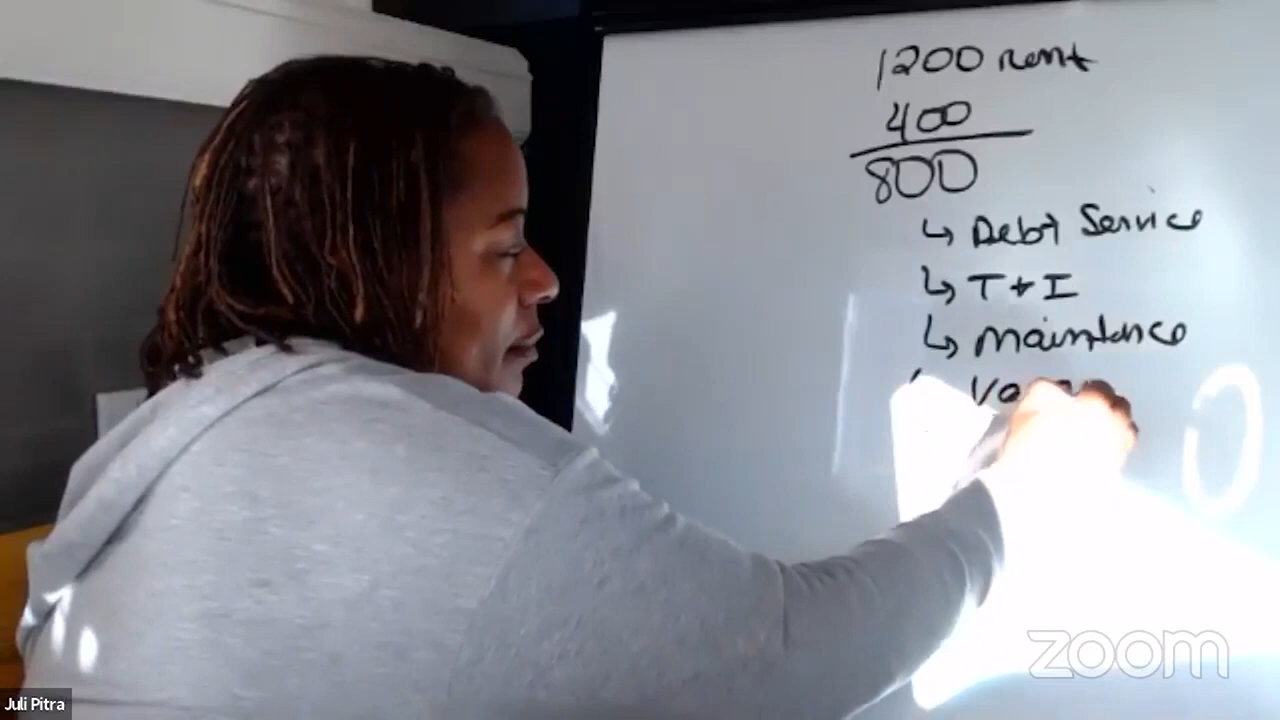 1200 rent
400
800
↳ Debt Service
↳ T + I
↳ maintance
zoom
Juli Pitra